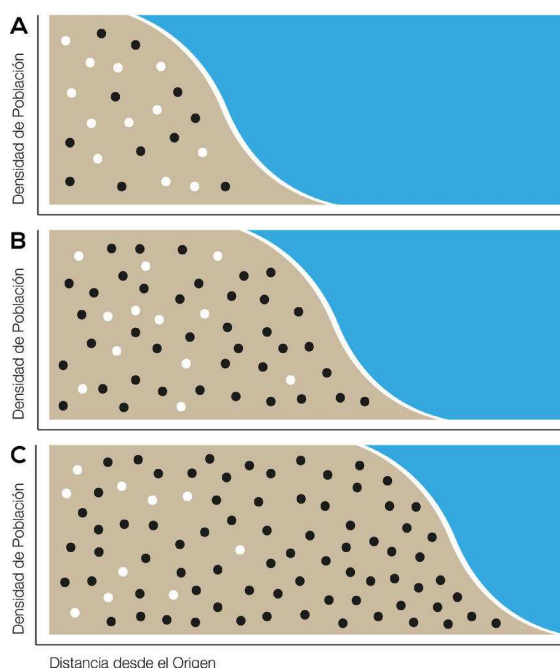 A
Densidad de Población
B
Densidad de Población
C
Densidad de Población
Distancia desde el Origen